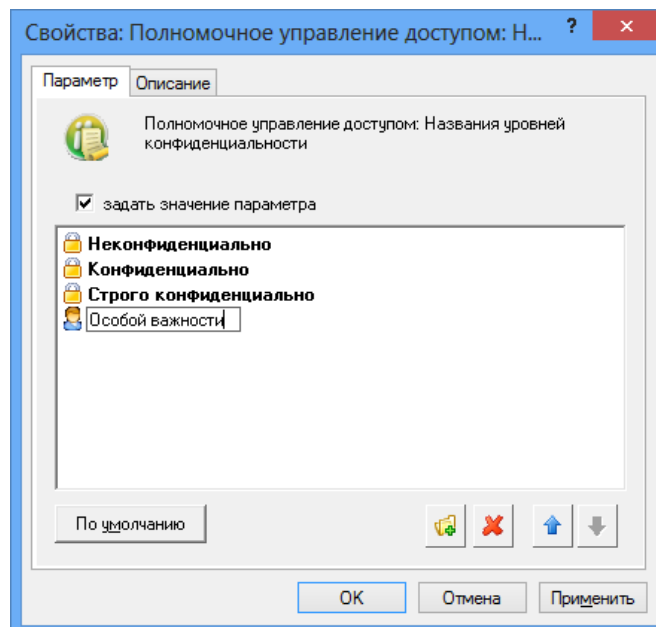 Свойства: Полномочное управление доступом: Н...
?
×
Параметр
Описание
Полномочное управление доступом: Названия уровней
конфиденциальности
задать значение параметра
Неконфиденциально
Конфиденциально
Строго конфиденциально
Особой важности
По умолчанию
OK
Отмена
Применить